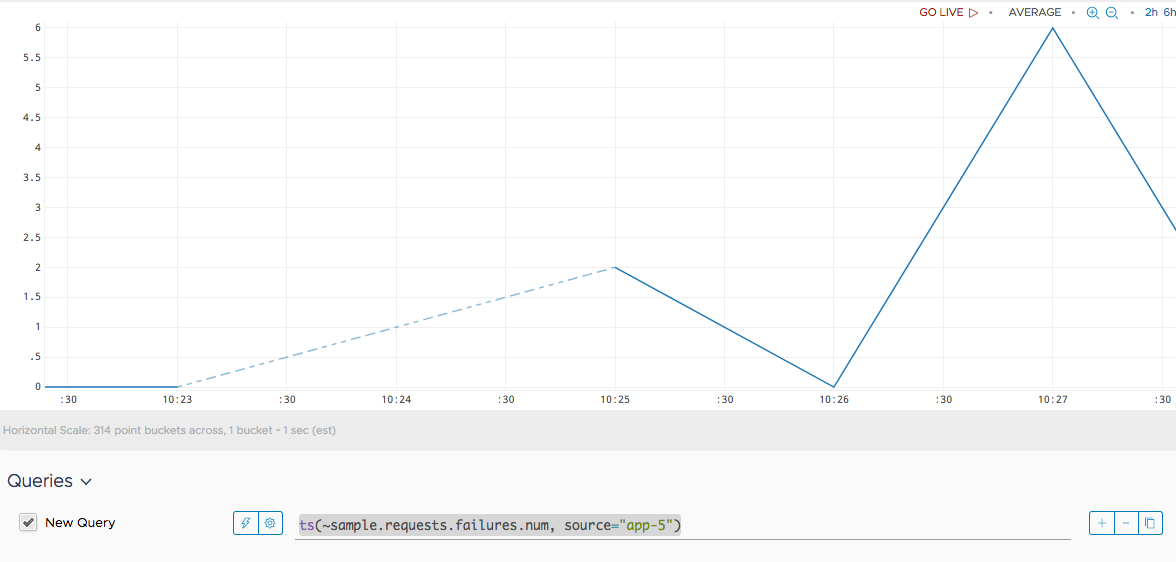 GO LIVE • AVERAGE • • 2h 6h
6
5.5
5
4.5
4
3.5
3
2.5
2
1.5
1
.5
0
:30 10:23 :30 10:24 :30 10:25 :30 10:26 :30 10:27 :30
Horizontal Scale: 314 point buckets across, 1 bucket ~ 1 sec (est)
Queries
New Query ts(~sample.requests.failures.num, source="app-5")